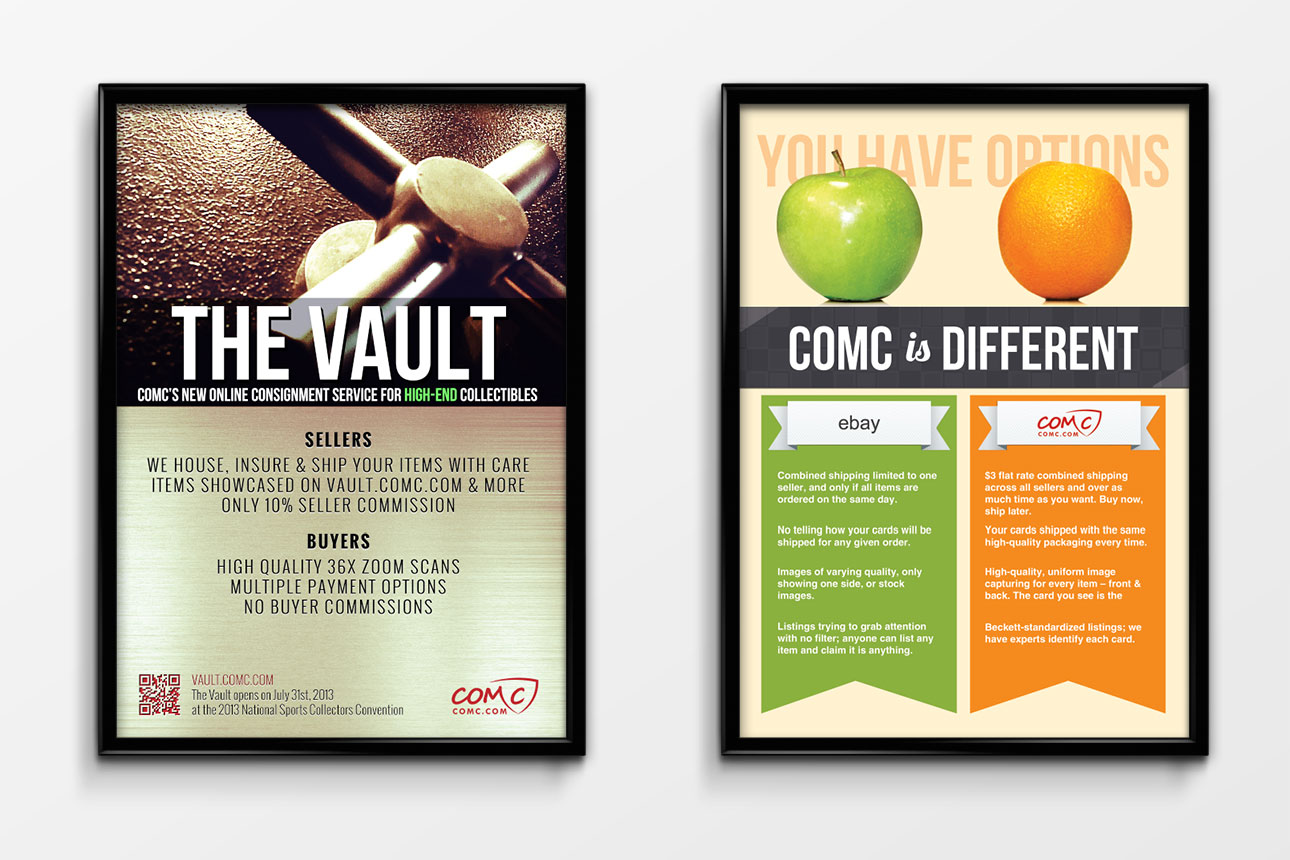 THE VAULT
COMC'S NEW ONLINE CONSIGNMENT SERVICE FOR HIGH-END COLLECTIBLES
SELLERS
WE HOUSE, INSURE & SHIP YOUR ITEMS WITH CARE
ITEMS SHOWCASED ON VAULT.COMC.COM & MORE
ONLY 10% SELLER COMMISSION
BUYERS
HIGH QUALITY 36X ZOOM SCANS
MULTIPLE PAYMENT OPTIONS
NO BUYER COMMISSIONS
VAULT.COMC.COM
The Vault opens on July 31st, 2013
at the 2013 National Sports Collectors Convention
COMC
COMC.COM
YOU HAVE OPTIONS
COMC is DIFFERENT
ebay
Combined shipping limited to one
seller, and only if all items are
ordered on the same day.
No telling how your cards will be
shipped for any given order.
Images of varying quality, only
showing one side, or stock
images.
Listings trying to grab attention
with no filter; anyone can list any
item and claim it is anything.
COMC
COMC.COM
$3 flat rate combined shipping
across all sellers and over as
much time as you want. Buy now,
ship later.
Your cards shipped with the same
high-quality packaging every time.
High-quality, uniform image
capturing for every item – front &
back. The card you see is the
Beckett-standardized listings; we
have experts identify each card.